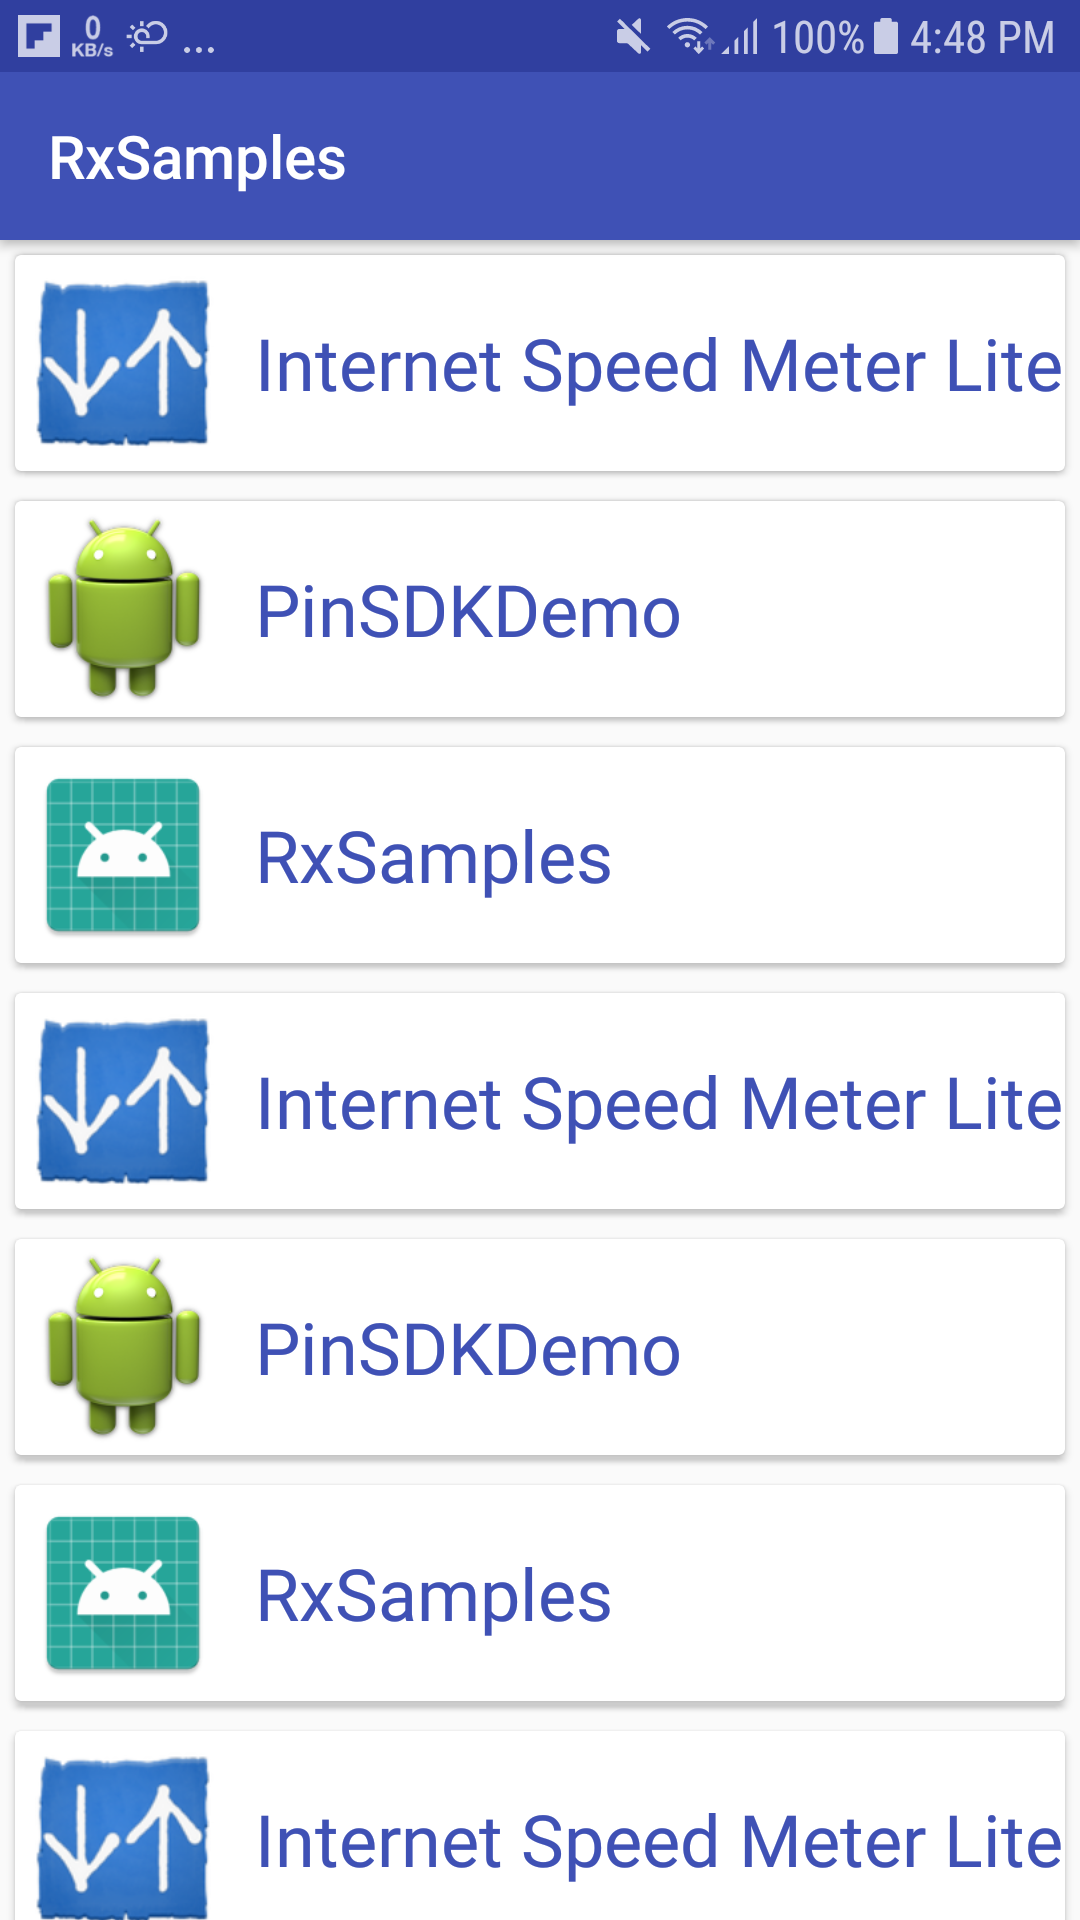 0
KB/s
... 100% 4:48 PM
RxSamples
Internet Speed Meter Lite
PinSDKDemo
RxSamples
Internet Speed Meter Lite
PinSDKDemo
RxSamples
Internet Speed Meter Lite